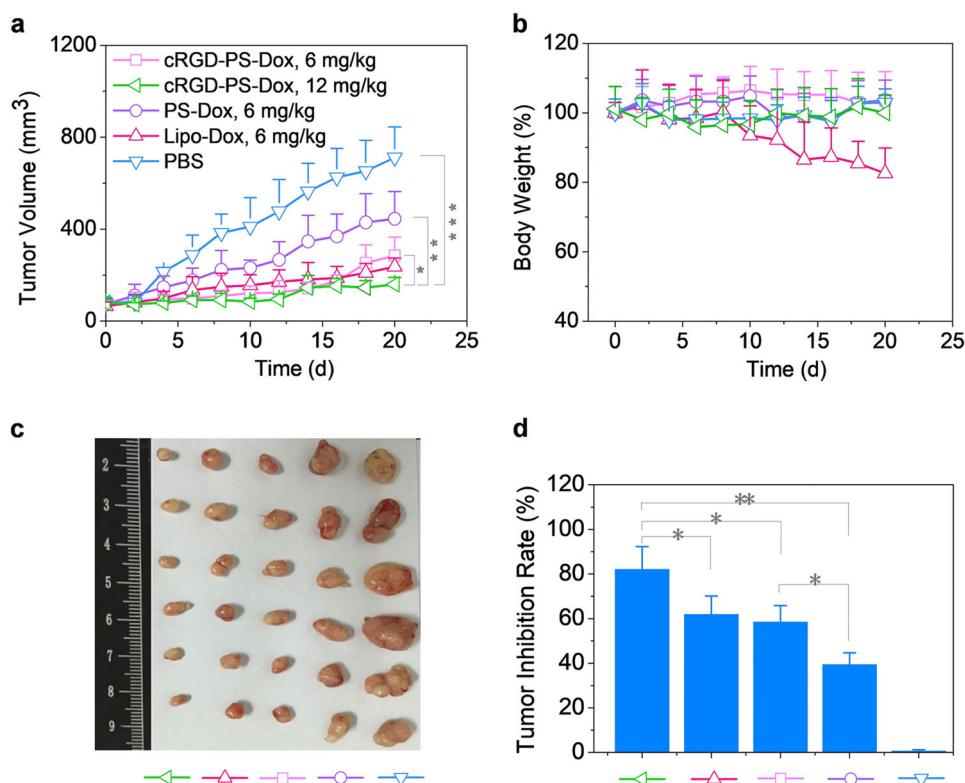 a
1200
800
400
0
Tumor Volume (mm³)
cRGD-PS-Dox, 6 mg/kg
cRGD-PS-Dox, 12 mg/kg
PS-Dox, 6 mg/kg
Lipo-Dox, 6 mg/kg
PBS
*
**
***
0 5 10 15 20 25
Time (d)
b
120
100
80
60
40
Body Weight (%)
0 5 10 15 20 25
Time (d)
c
2
3
4
5
6
7
8
9
d
120
100
80
60
40
20
0
Tumor Inhibition Rate (%)
**
*
*
*